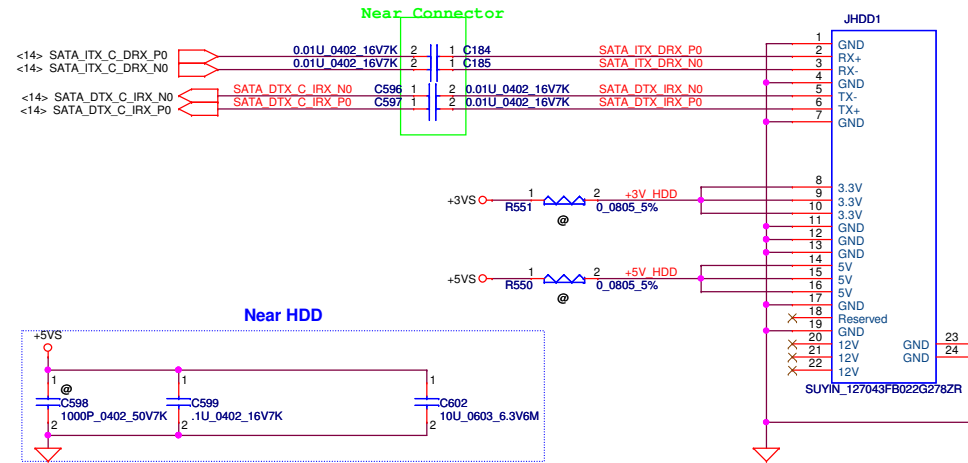 Near Connector
JHDD1
<14> SATA_ITX_C_DRX_P0 0.01U_0402_16V7K 2 1 C184 SATA_ITX_DRX_P0
<14> SATA_ITX_C_DRX_N0 0.01U_0402_16V7K 2 1 C185 SATA_ITX_DRX_N0
<14> SATA_DTX_C_IRX_N0 SATA_DTX_C_IRX_N0 C596 1 2 0.01U_0402_16V7K SATA_DTX_IRX_N0
<14> SATA_DTX_C_IRX_P0 SATA_DTX_C_IRX_P0 C597 1 2 0.01U_0402_16V7K SATA_DTX_IRX_P0
1 GND
2 RX+
3 RX-
4 GND
5 TX-
6 TX+
7 GND
8 3.3V
9 3.3V
10 3.3V
11 GND
12 GND
13 GND
14 5V
15 5V
16 5V
17 GND
18 Reserved
19 GND
20 12V GND 23
21 12V GND 24
22 12V
SUYIN_127043FB022G278ZR
+3VS 1 2 +3V_HDD
R551 0_0805_5%
@
+5VS 1 2 +5V_HDD
R550 0_0805_5%
@
Near HDD
+5VS
1 @ 1 1
C598 C599 C602
1000P_0402_50V7K .1U_0402_16V7K 10U_0603_6.3V6M
2 2 2